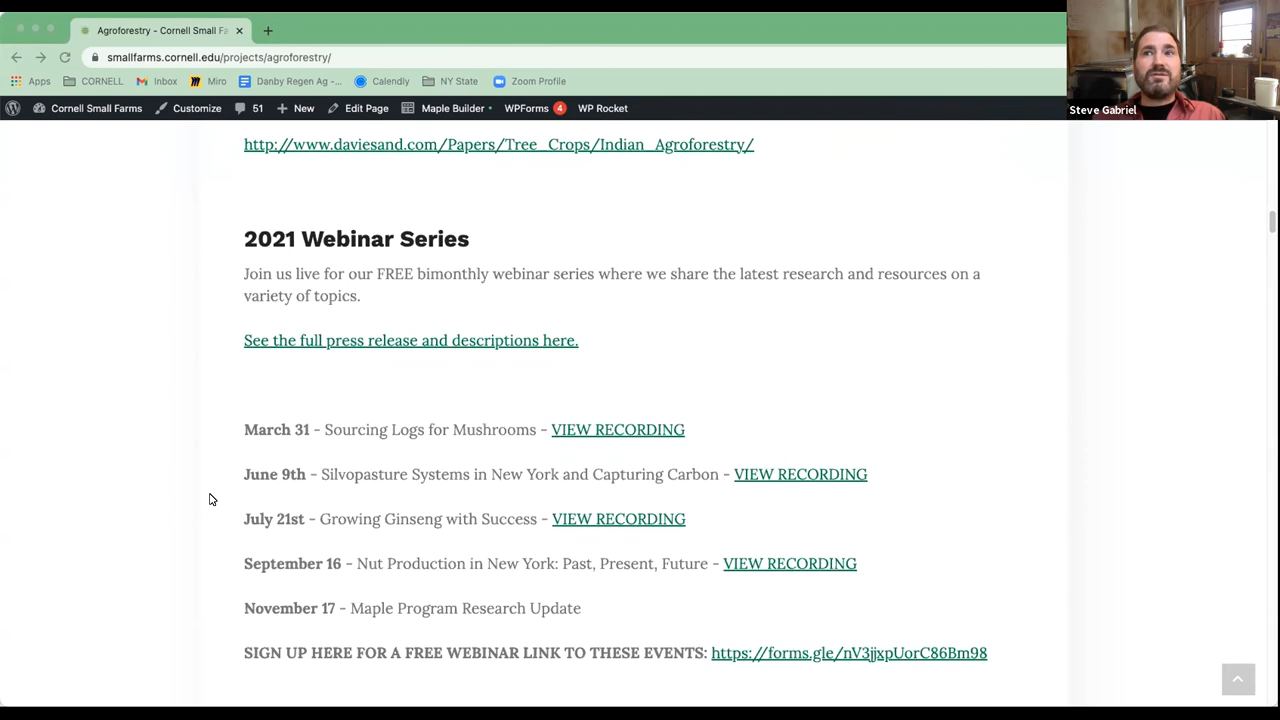 Agroforestry - Cornell Small Fa
smallfarms.cornell.edu/projects/agroforestry/
Apps CORNELL Inbox Miro Danby Regen Ag -... Calendly NY State Zoom Profile
Steve Gabriel
Cornell Small Farms Customize 51 New Edit Page Maple Builder WPForms 4 WP Rocket
http://www.daviesand.com/Papers/Tree_Crops/Indian_Agroforestry/
2021 Webinar Series
Join us live for our FREE bimonthly webinar series where we share the latest research and resources on a
variety of topics.
See the full press release and descriptions here.
March 31 - Sourcing Logs for Mushrooms - VIEW RECORDING
June 9th - Silvopasture Systems in New York and Capturing Carbon - VIEW RECORDING
July 21st - Growing Ginseng with Success - VIEW RECORDING
September 16 - Nut Production in New York: Past, Present, Future - VIEW RECORDING
November 17 - Maple Program Research Update
SIGN UP HERE FOR A FREE WEBINAR LINK TO THESE EVENTS: https://forms.gle/nV3jjxpUorC86Bm98